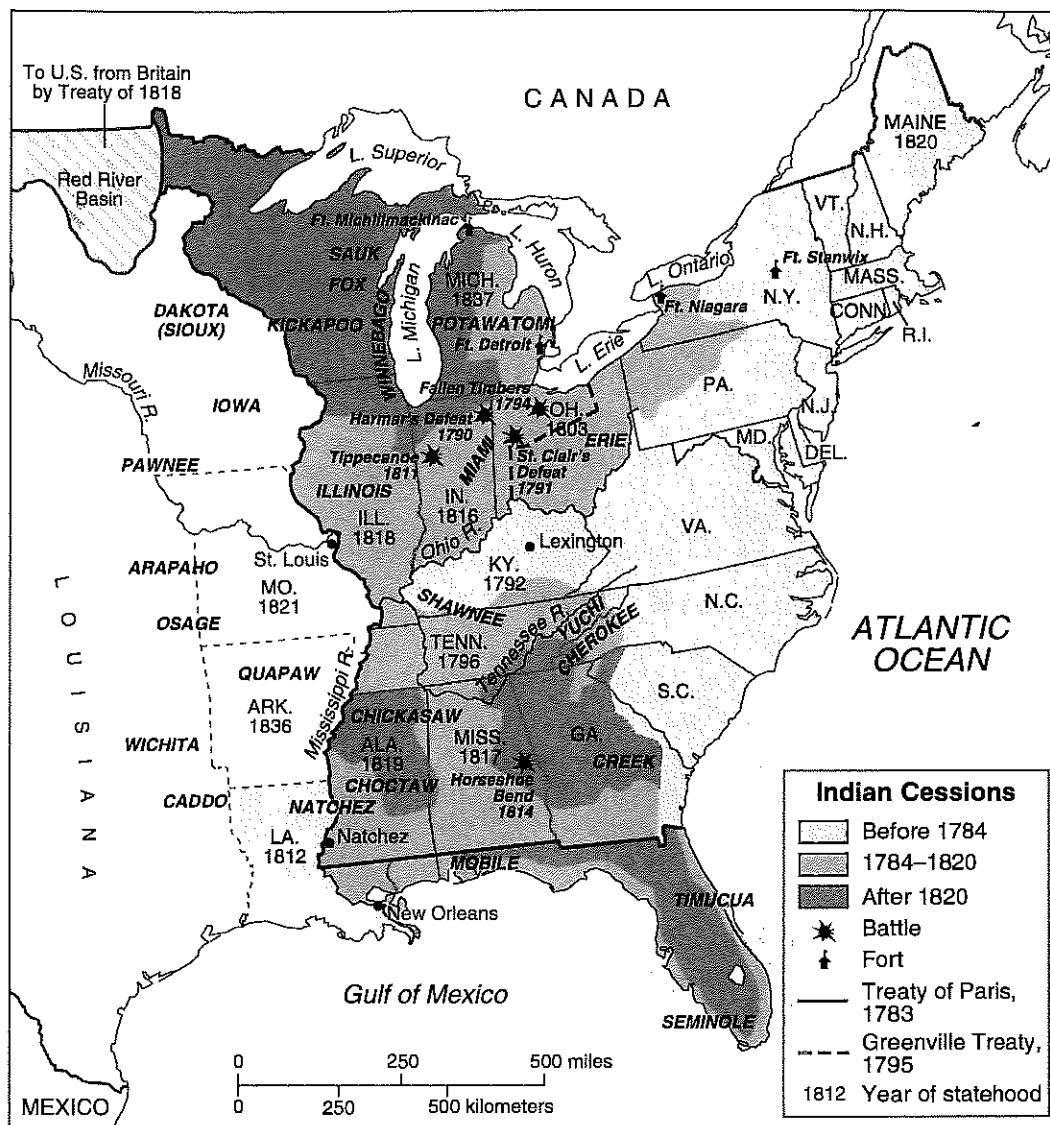 To U.S. from Britain
by Treaty of 1818
Red River
Basin
CANADA
MAINE
1820
L. Superior
Ft. Michilimackinac
L. Huron
L. Michigan
L. Ontario
L. Erie
VT.
N.H.
Ft. Stanwix
MASS.
N.Y.
CONN.
R.I.
Ft. Niagara
SAUK
FOX
MICH.
1837
DAKOTA
(SIOUX)
KICKAPOO
WINNEBAGO
POTAWATOMI
Ft. Detroit
Missouri R.
IOWA
Fallen Timbers
1794
Harmar's Defeat
1790
OH.
1803
PA.
N.J.
MD.
DEL.
ERIE
PAWNEE
Tippecanoe
1811
MIAMI
St. Clair's
Defeat
1791
ILLINOIS
ILL.
1818
IN.
1816
VA.
Ohio R.
Lexington
St. Louis
KY.
1792
ARAPAHO
MO.
1821
SHAWNEE
N.C.
OSAGE
TENN.
1796
Tennessee R.
YUCHI
CHEROKEE
ATLANTIC
OCEAN
QUAPAW
ARK.
1836
Mississippi R.
S.C.
CHICKASAW
ALA.
1819
MISS.
1817
GA.
CREEK
WICHITA
CHOCTAW
Horseshoe
Bend
1814
CADDO
NATCHEZ
LOUISIANA
LA.
1812
Natchez
MOBILE
TIMUCUA
New Orleans
Gulf of Mexico
SEMINOLE
MEXICO
0 250 500 miles
0 250 500 kilometers
Indian Cessions
Before 1784
1784–1820
After 1820
Battle
Fort
Treaty of Paris,
1783
Greenville Treaty,
1795
1812 Year of statehood